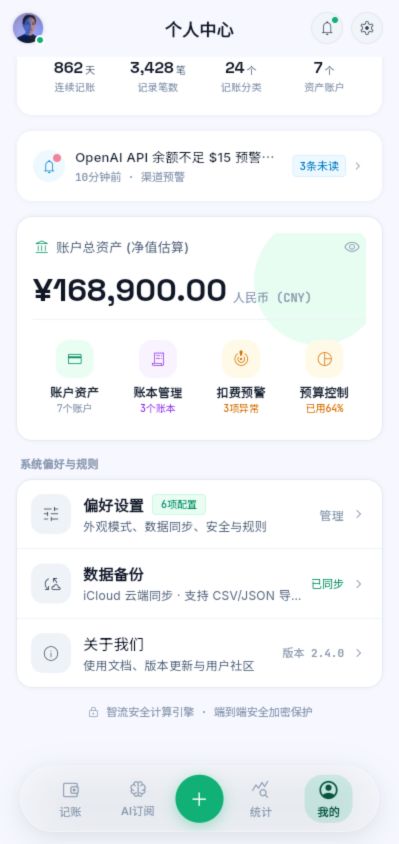 个人中心
862天 3,428笔 24个 7个
连续记账 记录笔数 记账分类 资产账户
OpenAI API 余额不足 $15 预警…
10分钟前 · 渠道预警
3条未读
账户总资产 (净值估算)
¥168,900.00 人民币 (CNY)
账户资产 账本管理 扣费预警 预算控制
7个账户 3个账本 3项异常 已用64%
系统偏好与规则
偏好设置 6项配置
外观模式、数据同步、安全与规则
管理
数据备份
iCloud 云端同步 · 支持 CSV/JSON 导...
已同步
关于我们
使用文档、版本更新与用户社区
版本 2.4.0
智流安全计算引擎 · 端到端安全加密保护
记账 AI订阅 统计 我的